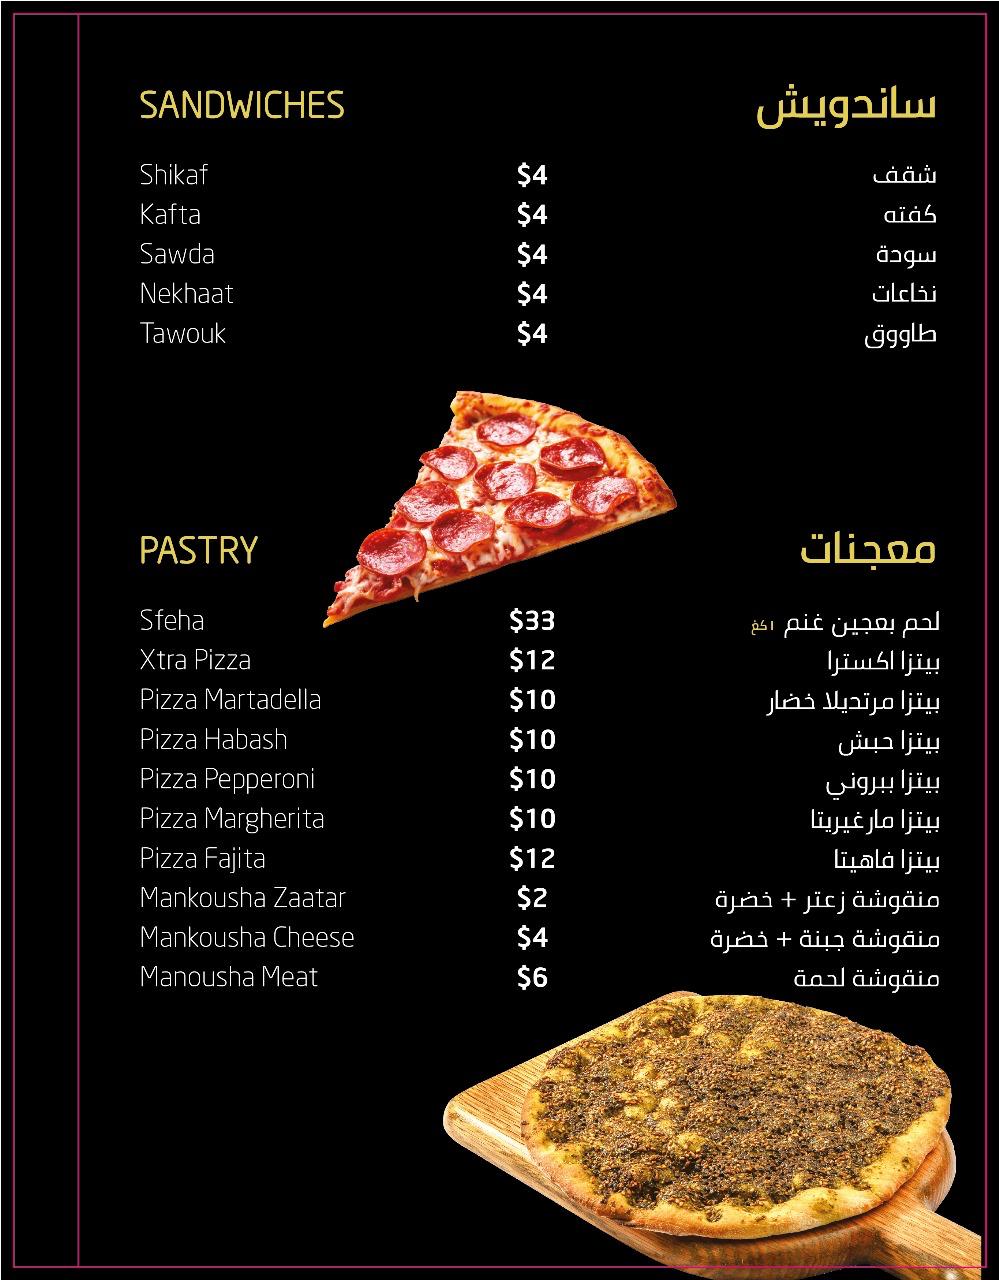 SANDWICHES ساندويش
Shikaf $4 شقف
Kafta $4 كفته
Sawda $4 سودة
Nekhaat $4 نخاعات
Tawouk $4 طاووق
PASTRY معجنات
Sfeha $33 لحم بعجين غنم ١ كغ
Xtra Pizza $12 بيتزا اكسترا
Pizza Martadella $10 بيتزا مرتديلا خضار
Pizza Habash $10 بيتزا حبش
Pizza Pepperoni $10 بيتزا ببروني
Pizza Margherita $10 بيتزا مارغيريتا
Pizza Fajita $12 بيتزا فاهيتا
Mankousha Zaatar $2 منقوشة زعتر + خضرة
Mankousha Cheese $4 منقوشة جبنة + خضرة
Manousha Meat $6 منقوشة لحمة